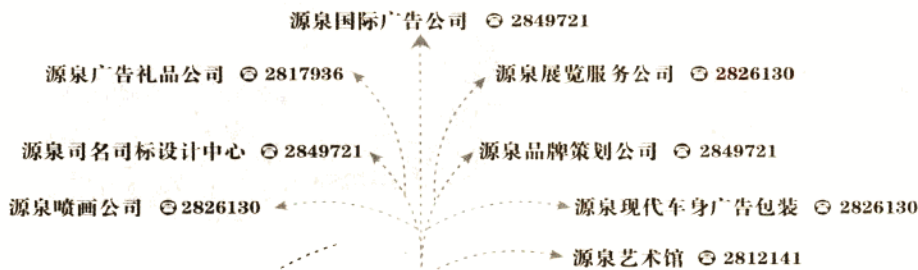 源泉国际广告公司 ☎ 2849721
源泉广告礼品公司 ☎ 2817936
源泉展览服务公司 ☎ 2826130
源泉司名司标设计中心 ☎ 2849721
源泉品牌策划公司 ☎ 2849721
源泉喷画公司 ☎ 2826130
源泉现代车身广告包装 ☎ 2826130
源泉艺术馆 ☎ 2812141